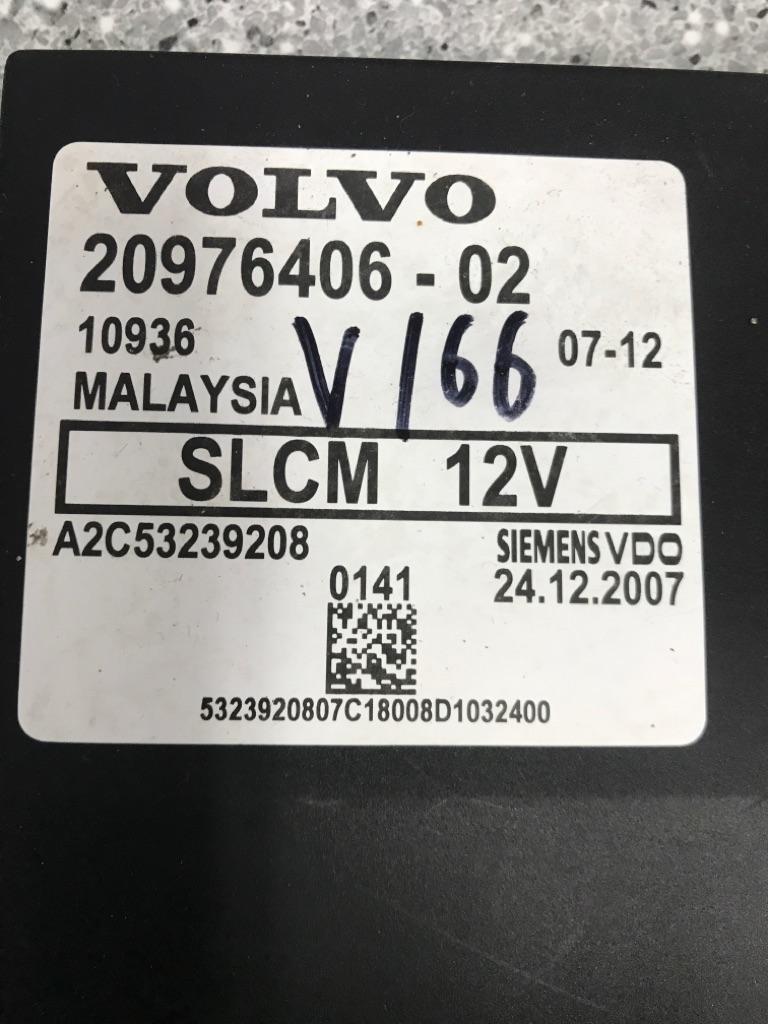 VOLVO
20976406 - 02
10936 07-12
MALAYSIA V166
SLCM 12V
A2C53239208 SIEMENS VDO
0141 24.12.2007
5323920807C18008D1032400